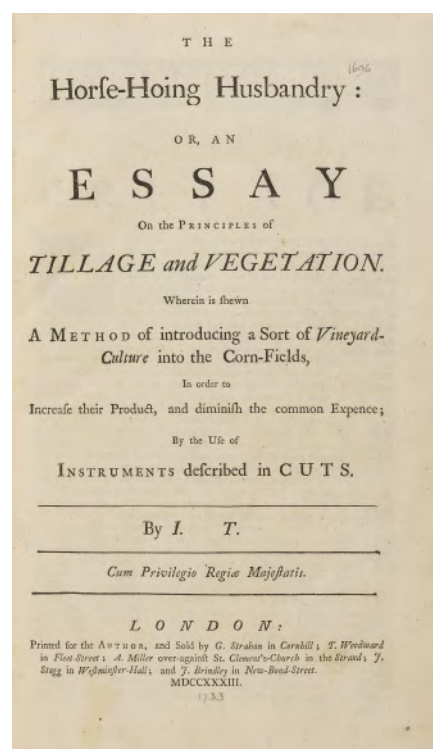 THE
1696
Horſe-Hoing Husbandry :
OR, AN
ESSAY
On the PRINCIPLES of
TILLAGE and VEGETATION.
Wherein is ſhewn
A METHOD of introducing a Sort of Vineyard-
Culture into the Corn-Fields,
In order to
Increaſe their Product, and diminiſh the common Expence;
By the Uſe of
INSTRUMENTS deſcribed in CUTS.
By I. T.
Cum Privilegio Regiæ Majeſtatis.
LONDON:
Printed for the AUTHOR, and Sold by G. Strahan in Cornhill; T. Woodward
in Fleet-Street; A. Miller over-againſt St. Clement's-Church in the Strand; J.
Stagg in Weſtminſter-Hall; and J. Brindley in New-Bond-Street.
MDCCXXXIII.
1733